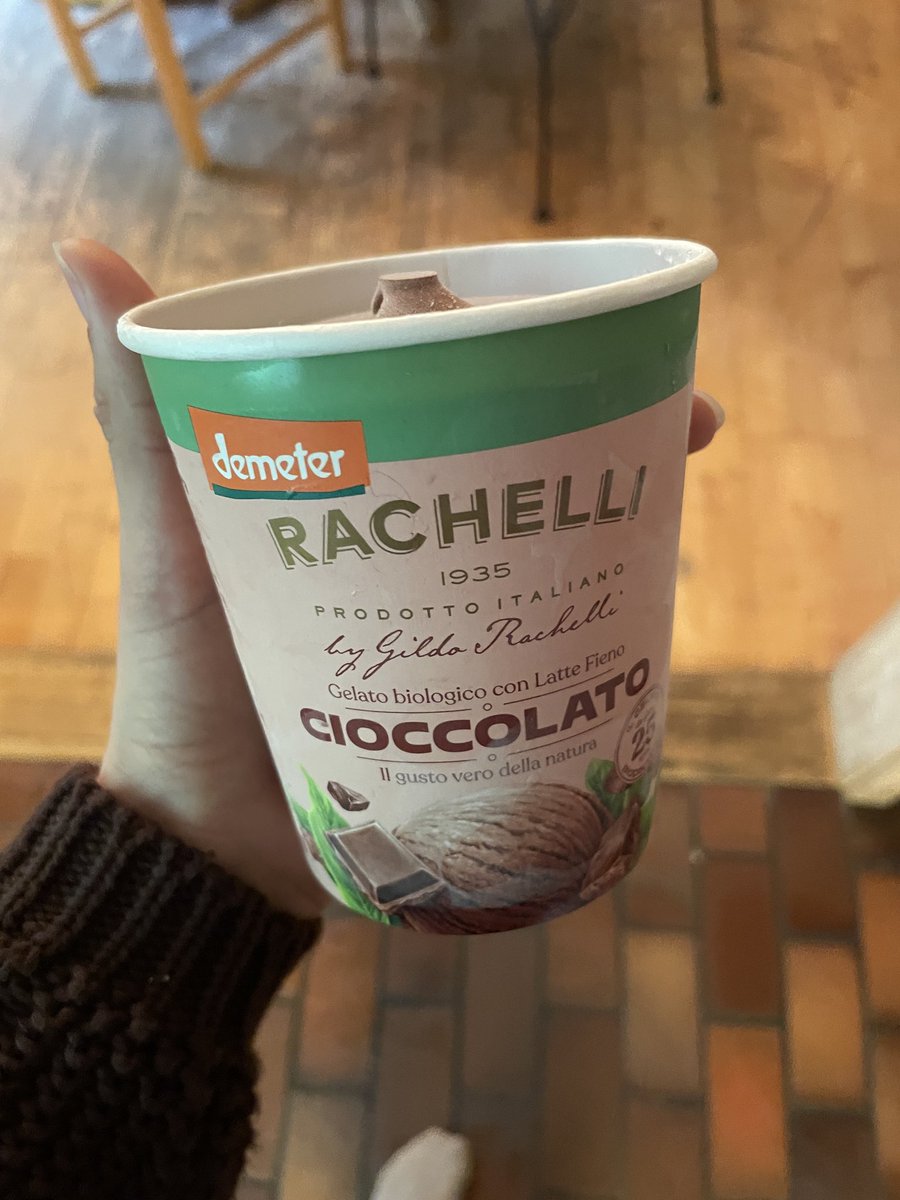 demeter
RACHELLI
1935
PRODOTTO ITALIANO
by Gildo Rachelli
Gelato biologico con Latte Fieno
CIOCCOLATO
Il gusto vero della natura
25